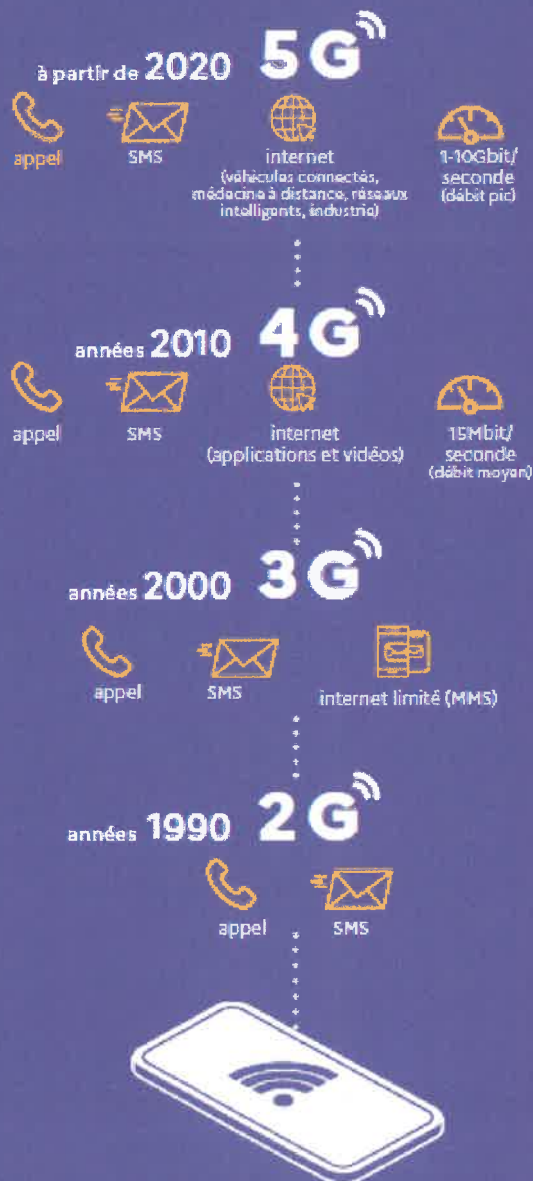 à partir de 2020 5G
appel
SMS
internet
(véhicules connectés,
médecine à distance, réseaux
intelligents, industrie)
1-10Gbit/
seconde
(débit pic)
années 2010 4G
appel
SMS
internet
(applications et vidéos)
15Mbit/
seconde
(débit moyen)
années 2000 3G
appel
SMS
internet limité (MMS)
années 1990 2G
appel
SMS